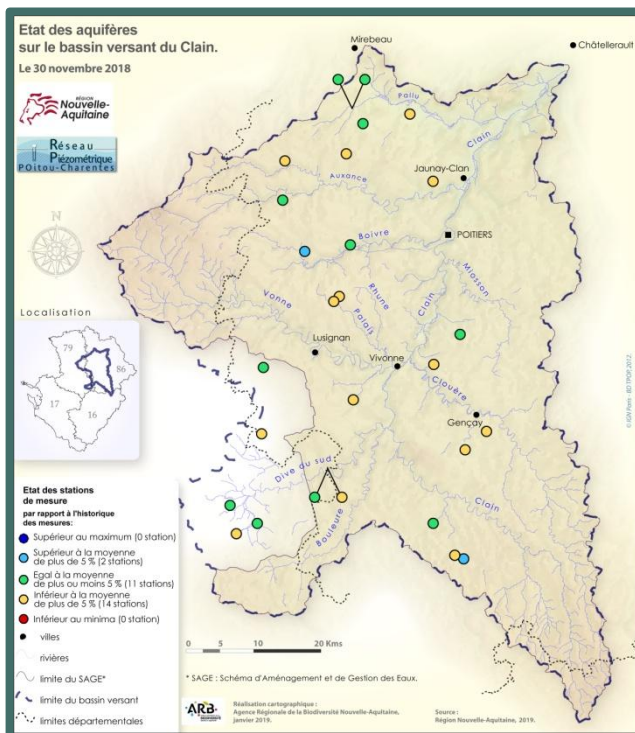 Etat des aquifères
sur le bassin versant du Clain.
Le 30 novembre 2018
RÉGION
Nouvelle-
Aquitaine
Réseau
Piézométrique
POitou-Charentes
Mirebeau
Châtellerault
Pallu
Clain
Jaunay-Clan
Auxance
POITIERS
Boivre
Miosson
Rhune
Clain
Vonne
Palais
N
Localisation
79
86
17
16
Lusignan
Vivonne
Clouère
Gençay
Dive du sud
Clain
Bouleure
© IGN Paris - BD TPOP, 2012.
Etat des stations
de mesure
par rapport à l'historique
des mesures:
Supérieur au maximum (0 station)
Supérieur à la moyenne
de plus de 5 % (2 stations)
Egal à la moyenne
de plus ou moins 5 % (11 stations)
Inférieur à la moyenne
de plus de 5 % (14 stations)
Inférieur au minima (0 station)
villes
rivières
limite du SAGE*
limite du bassin versant
limites départementales
0 5 10 20 Kms
* SAGE : Schéma d'Aménagement et de Gestion des Eaux.
ARB
Réalisation cartographique :
Agence Régionale de la Biodiversité Nouvelle-Aquitaine,
janvier 2019.
Source :
Région Nouvelle-Aquitaine, 2019.